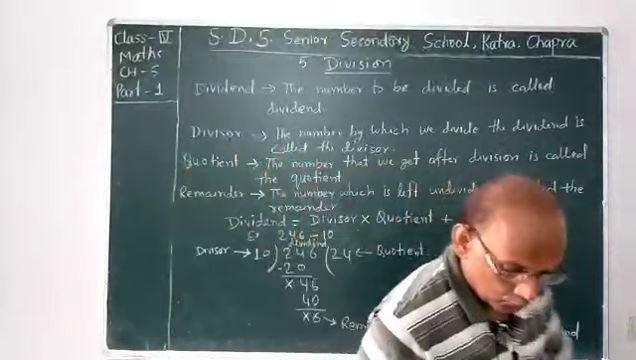 Class-IV
Maths
CH-5
Part-1
S.D.S. Senior Secondary School, Katra, Chapra
5 Division
Dividend → The number to be divided is called
dividend.
Divisor → The number by which we divide the dividend is
called the divisor.
Quotient → The number that we get after division is called
the quotient
Remainder → The number which is left the
remainder
Dividend = Divisor × Quotient +
246 ÷ 10
dividend
Divisor → 10 ) 246 ( 24 ← Quotient
- 20
× 46
40
× 6 →